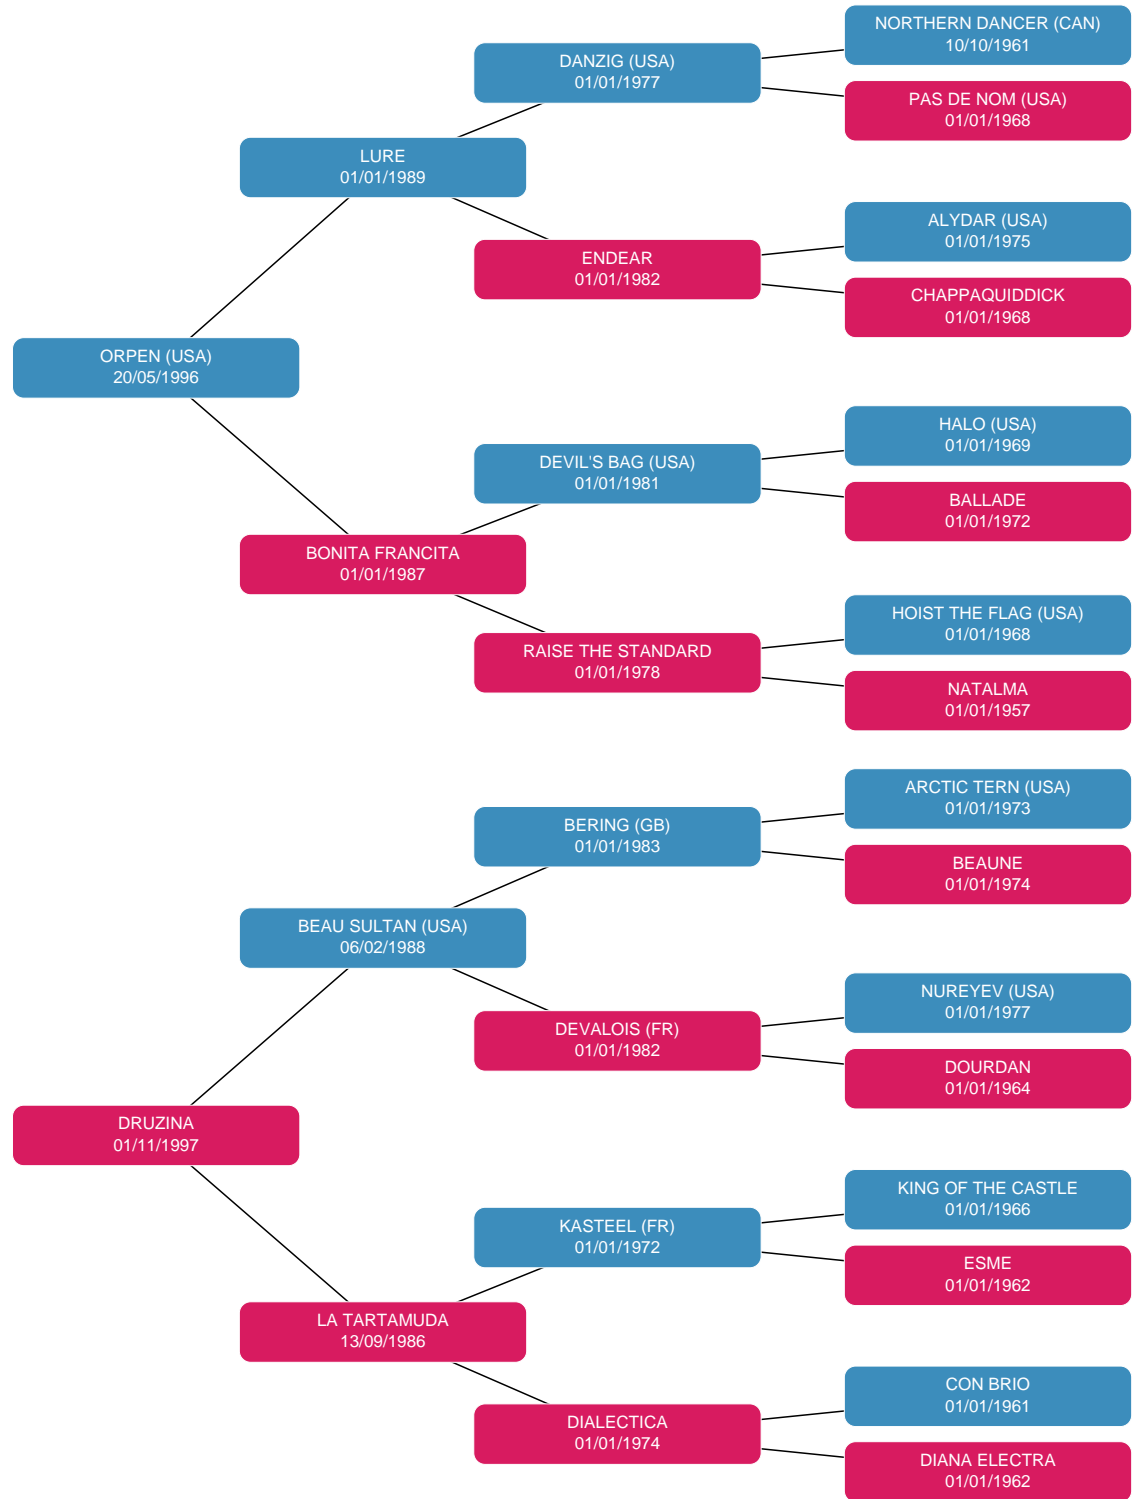 NORTHERN DANCER (CAN)
10/10/1961
DANZIG (USA)
01/01/1977
PAS DE NOM (USA)
01/01/1968
LURE
01/01/1989
ALYDAR (USA)
01/01/1975
ENDEAR
01/01/1982
CHAPPAQUIDDICK
01/01/1968
ORPEN (USA)
20/05/1996
HALO (USA)
01/01/1969
DEVIL'S BAG (USA)
01/01/1981
BALLADE
01/01/1972
BONITA FRANCITA
01/01/1987
HOIST THE FLAG (USA)
01/01/1968
RAISE THE STANDARD
01/01/1978
NATALMA
01/01/1957
ARCTIC TERN (USA)
01/01/1973
BERING (GB)
01/01/1983
BEAUNE
01/01/1974
BEAU SULTAN (USA)
06/02/1988
NUREYEV (USA)
01/01/1977
DEVALOIS (FR)
01/01/1982
DOURDAN
01/01/1964
DRUZINA
01/11/1997
KING OF THE CASTLE
01/01/1966
KASTEEL (FR)
01/01/1972
ESME
01/01/1962
LA TARTAMUDA
13/09/1986
CON BRIO
01/01/1961
DIALECTICA
01/01/1974
DIANA ELECTRA
01/01/1962